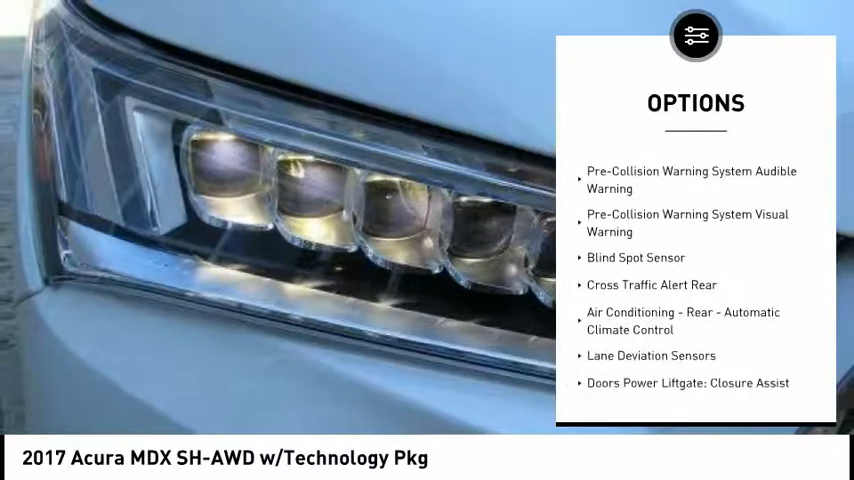 OPTIONS
Pre-Collision Warning System Audible
Warning
Pre-Collision Warning System Visual
Warning
Blind Spot Sensor
Cross Traffic Alert Rear
Air Conditioning - Rear - Automatic
Climate Control
Lane Deviation Sensors
Doors Power Liftgate: Closure Assist
2017 Acura MDX SH-AWD w/Technology Pkg